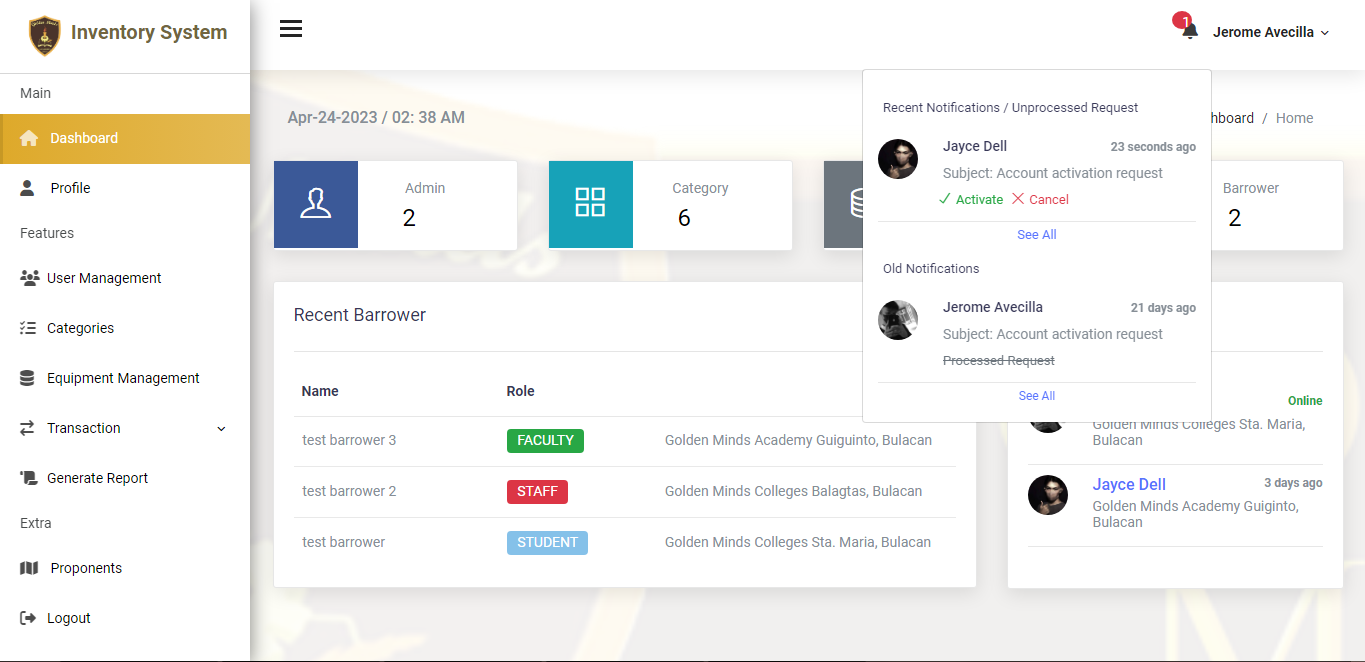 Inventory System
1
Jerome Avecilla
Main
Dashboard
Profile
Features
User Management
Categories
Equipment Management
Transaction
Generate Report
Extra
Proponents
Logout
Apr-24-2023 / 02: 38 AM
hboard / Home
Admin
2
Category
6
Barrower
2
Recent Notifications / Unprocessed Request
Jayce Dell
23 seconds ago
Subject: Account activation request
Activate Cancel
See All
Old Notifications
Jerome Avecilla
21 days ago
Subject: Account activation request
Processed Request
See All
Recent Barrower
Name Role
test barrower 3 FACULTY Golden Minds Academy Guiguinto, Bulacan
test barrower 2 STAFF Golden Minds Colleges Balagtas, Bulacan
test barrower STUDENT Golden Minds Colleges Sta. Maria, Bulacan
Online
Golden Minds Colleges Sta. Maria,
Bulacan
Jayce Dell
3 days ago
Golden Minds Academy Guiginto,
Bulacan